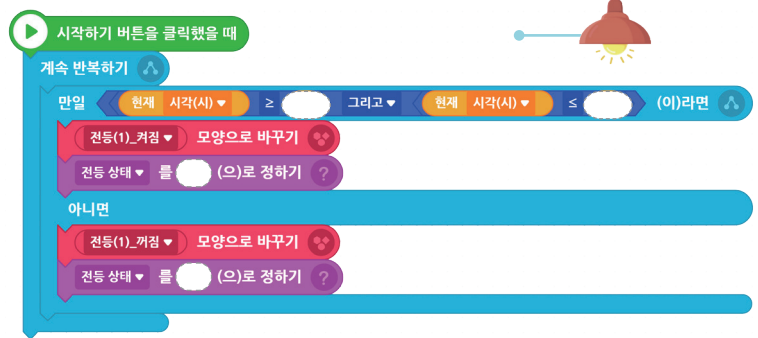 시작하기 버튼을 클릭했을 때
계속 반복하기
만일 현재 시각(시) ▼ ≥ 그리고 ▼ 현재 시각(시) ▼ ≤ (이)라면
전등(1)_켜짐 ▼ 모양으로 바꾸기
전등 상태 ▼ 를 (으)로 정하기 ?
아니면
전등(1)_꺼짐 ▼ 모양으로 바꾸기
전등 상태 ▼ 를 (으)로 정하기 ?